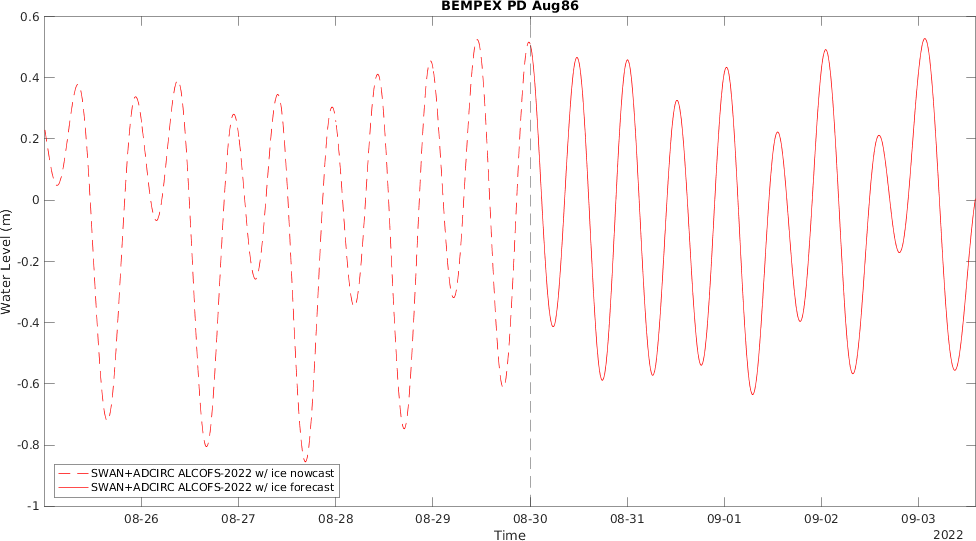 BEMPEX PD Aug86
0.6
0.4
0.2
0
-0.2
-0.4
-0.6
-0.8
-1
Water Level (m)
SWAN+ADCIRC ALCOFS-2022 w/ ice nowcast
SWAN+ADCIRC ALCOFS-2022 w/ ice forecast
08-26 08-27 08-28 08-29 08-30 08-31 09-01 09-02 09-03
Time
2022